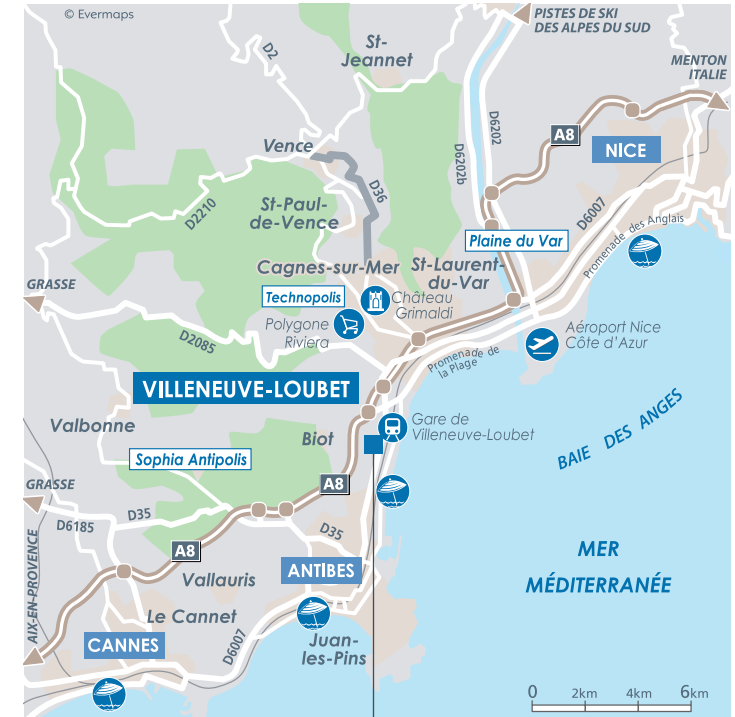 © Evermaps
PISTES DE SKI
DES ALPES DU SUD
D2
St-
Jeannet
MENTON
ITALIE
D6202
A8
NICE
Vence
D6202b
D36
D2210
St-Paul-
de-Vence
D6007
Promenade des Anglais
Plaine du Var
Cagnes-sur-Mer
St-Laurent-
du-Var
GRASSE
Technopolis
Château
Grimaldi
Polygone
Riviera
Aéroport Nice
Côte d'Azur
D2085
Promenade de
la Plage
VILLENEUVE-LOUBET
Valbonne
Biot
Gare de
Villeneuve-Loubet
BAIE DES ANGES
Sophia Antipolis
GRASSE
A8
D35
D6185
D35
A8
MER
MÉDITERRANÉE
AIX-EN-PROVENCE
Vallauris
ANTIBES
Le Cannet
CANNES
D6007
Juan-
les-Pins
0 2km 4km 6km